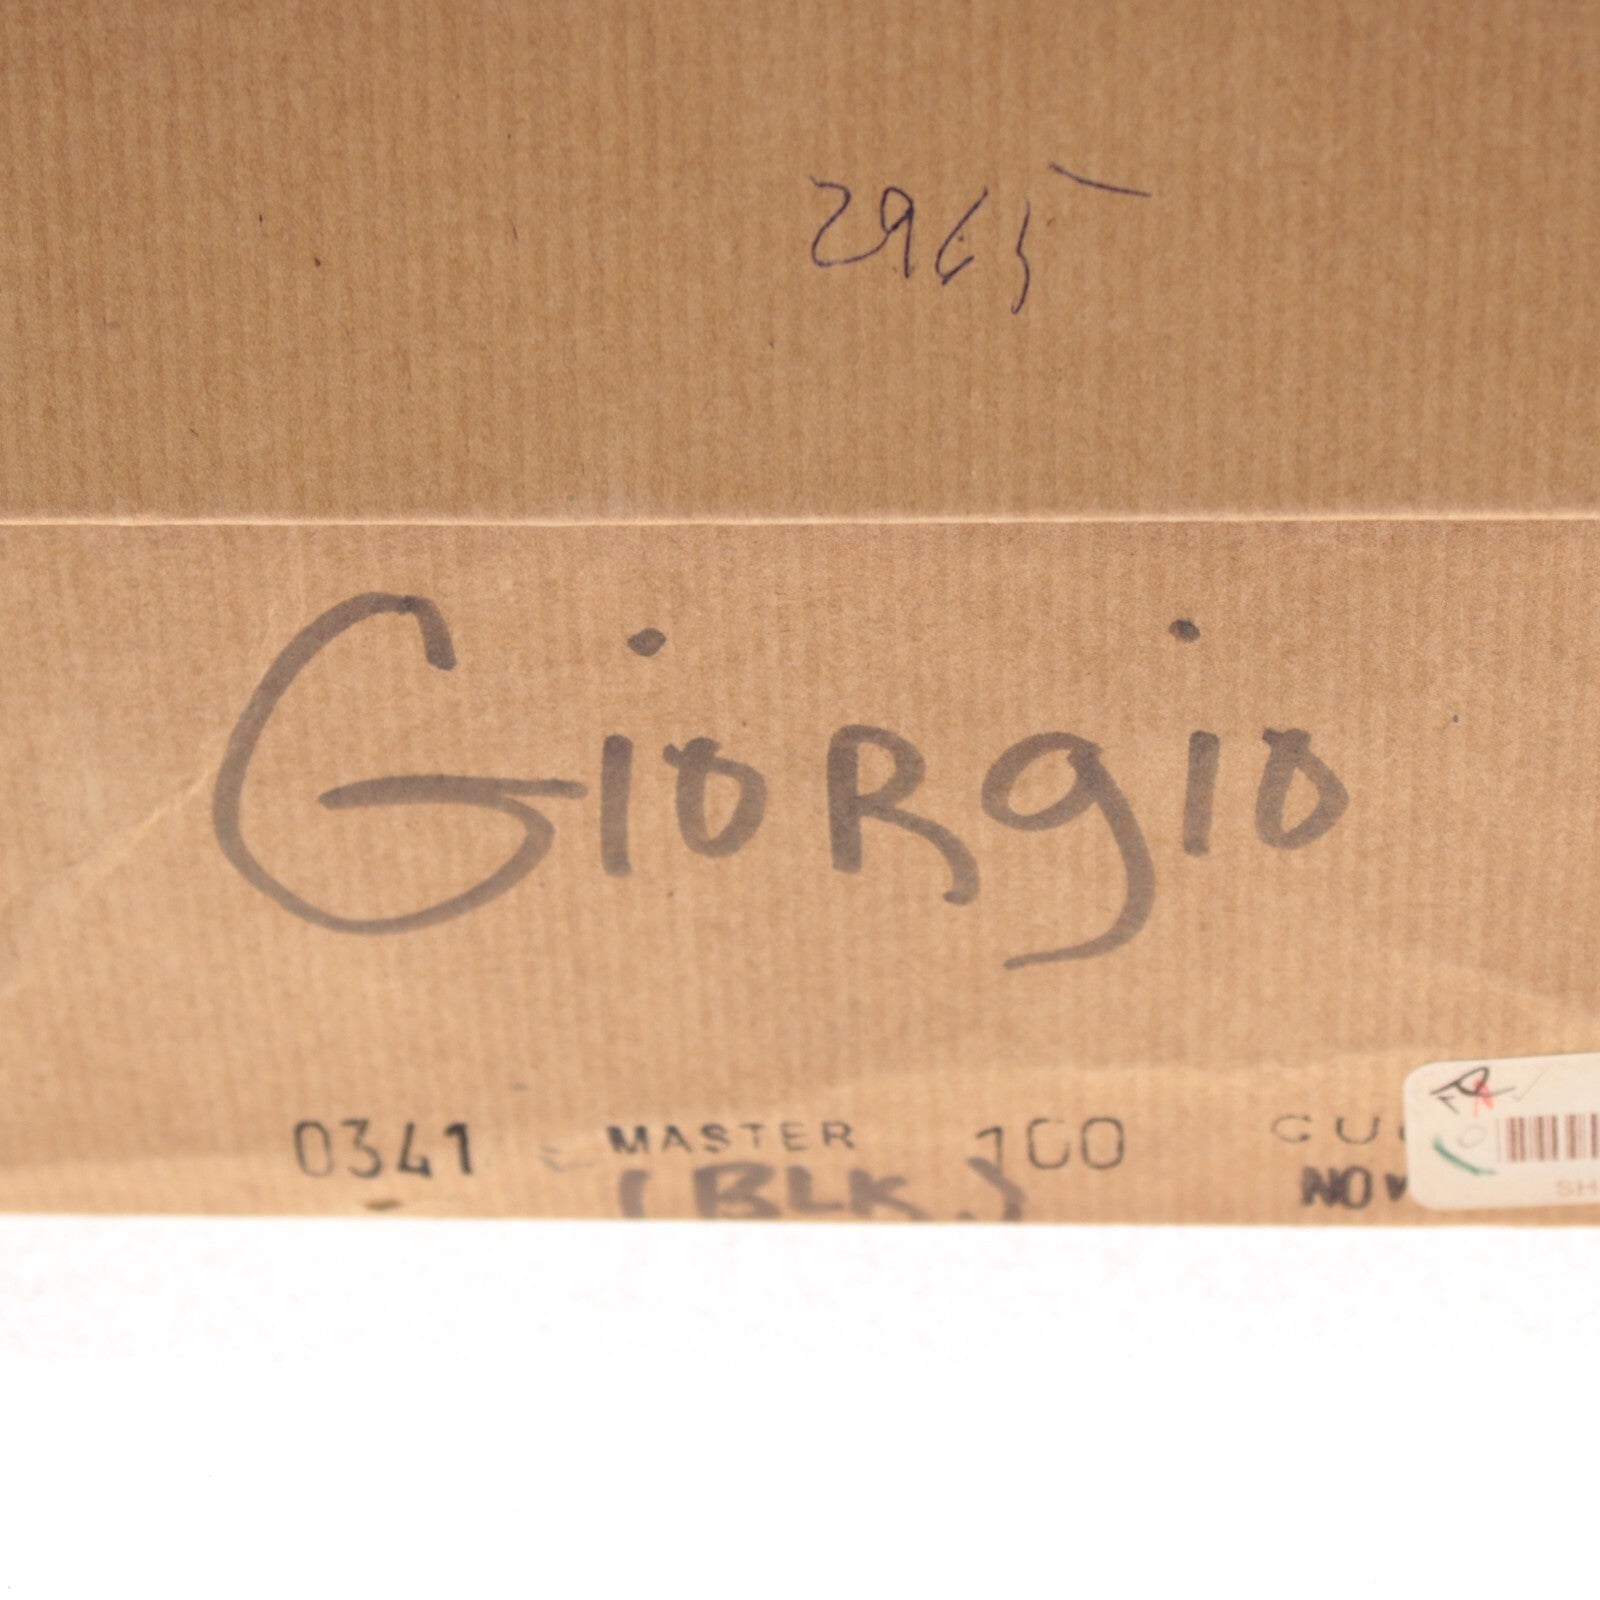 2965
Giorgio
0341 MASTER 100
(BLK)